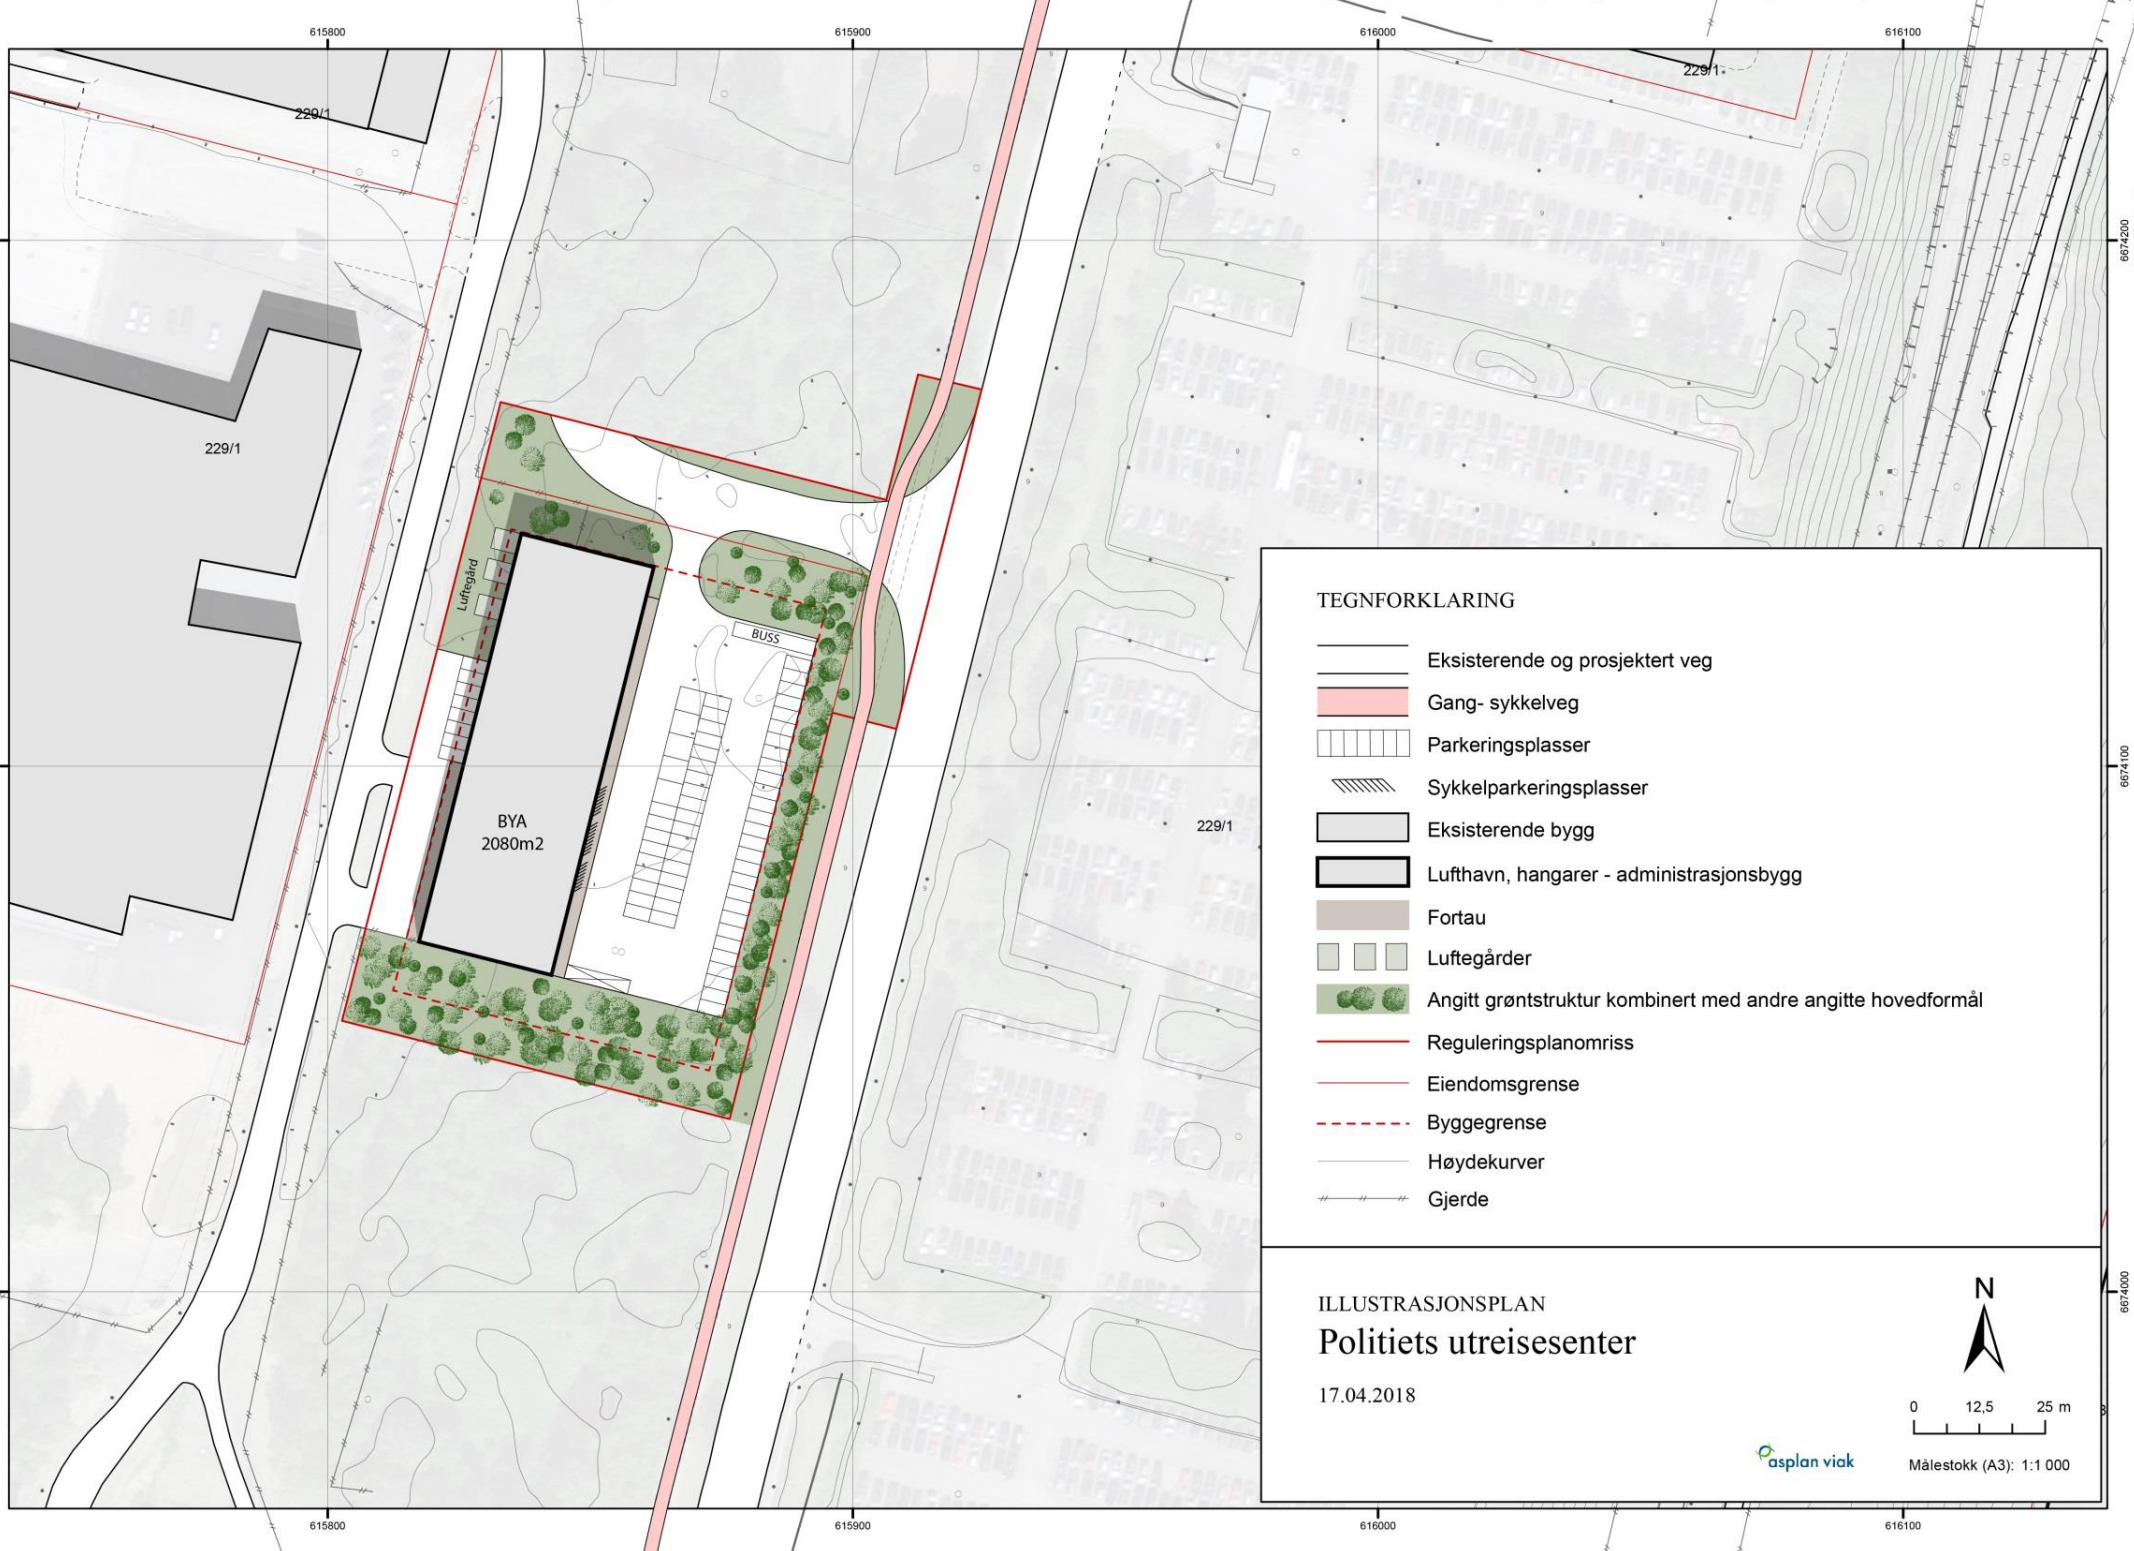 615800
615900
616000
616100
229/1
229/1
6674200
229/1
Luftegård
BUSS
6674100
BYA
2080m2
229/1
TEGNFORKLARING
Eksisterende og prosjektert veg
Gang- sykkelveg
Parkeringsplasser
Sykkelparkeringsplasser
Eksisterende bygg
Lufthavn, hangarer - administrasjonsbygg
Fortau
Luftegårder
Angitt grøntstruktur kombinert med andre angitte hovedformål
Reguleringsplanomriss
Eiendomsgrense
Byggegrense
Høydekurver
Gjerde
6674000
ILLUSTRASJONSPLAN
Politiets utreisesenter
17.04.2018
N
0 12,5 25 m
asplan viak
Målestokk (A3): 1:1 000
615800
615900
616000
616100